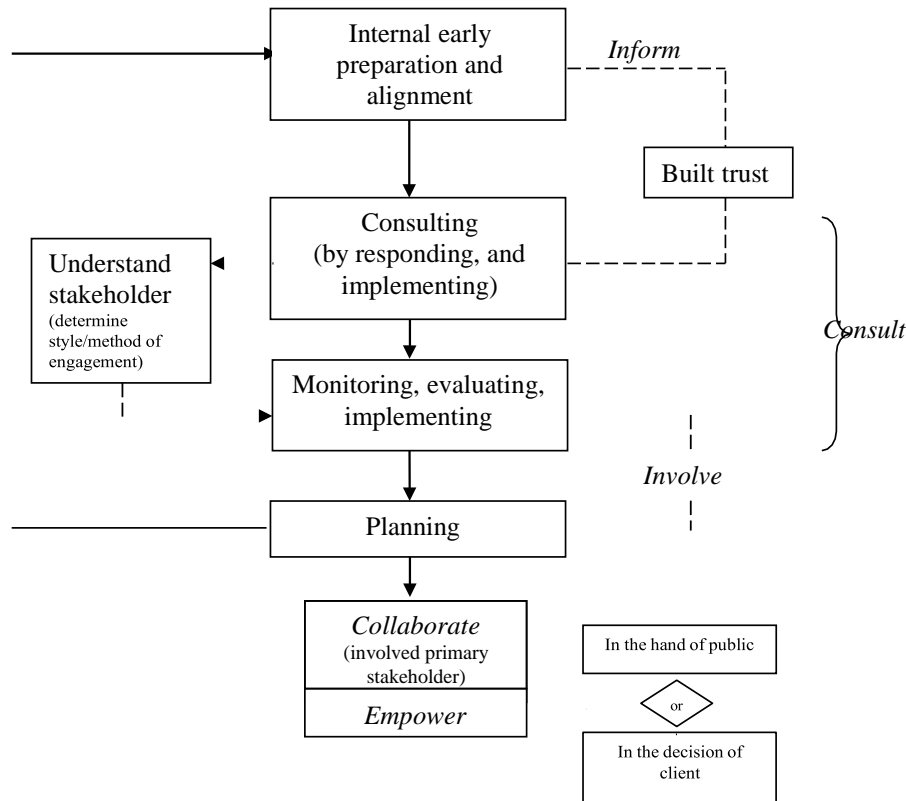 Internal early
preparation and
alignment
Inform
Built trust
Consulting
(by responding, and
implementing)
Understand
stakeholder
(determine
style/method of
engagement)
Consult
Monitoring, evaluating,
implementing
Involve
Planning
Collaborate
(involved primary
stakeholder)
Empower
In the hand of public
or
In the decision of
client